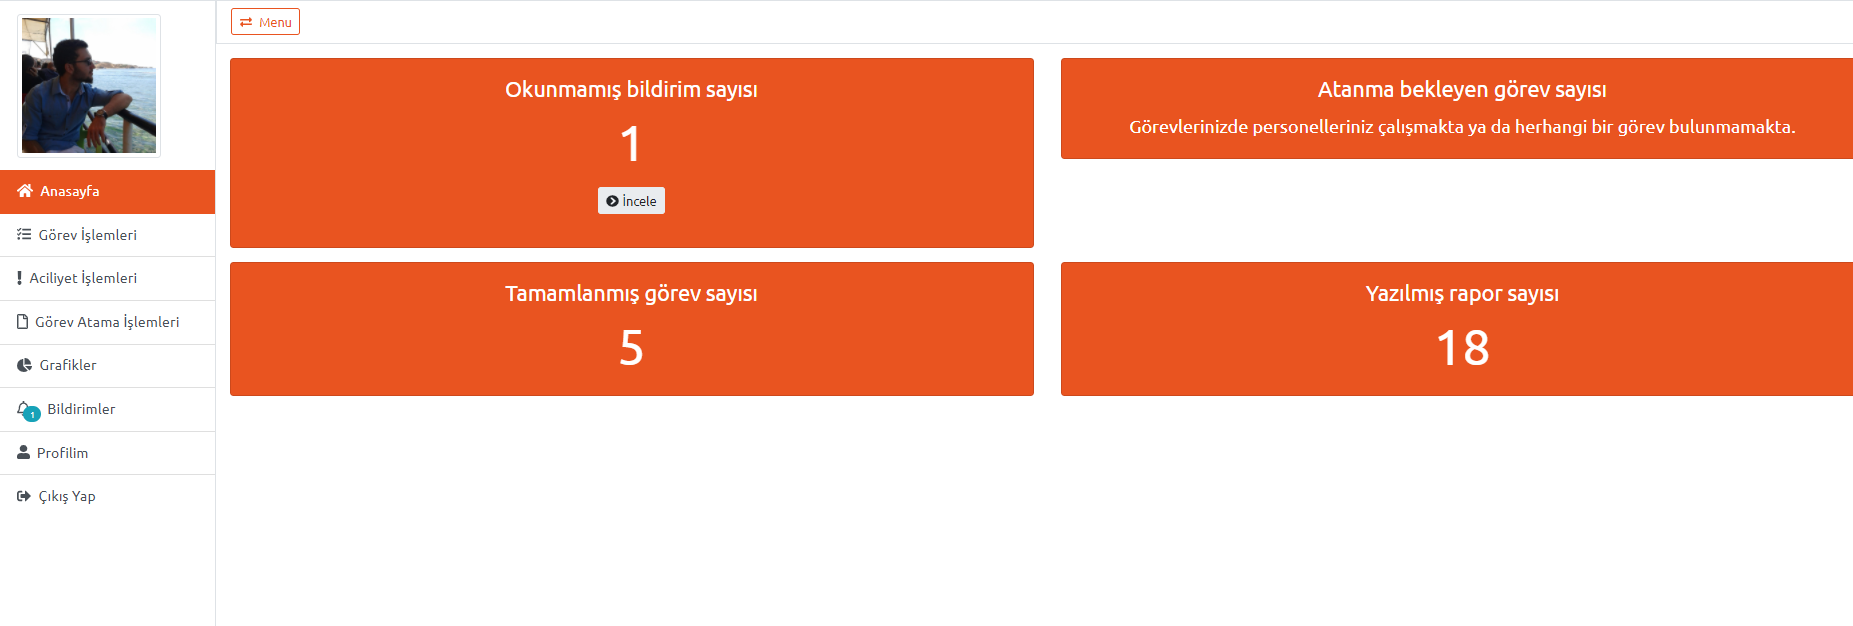 Menu
Okunmamış bildirim sayısı
1
İncele
Atanma bekleyen görev sayısı
Görevlerinizde personelleriniz çalışmakta ya da herhangi bir görev bulunmamakta.
Tamamlanmış görev sayısı
5
Yazılmış rapor sayısı
18
Anasayfa
Görev İşlemleri
Aciliyet İşlemleri
Görev Atama İşlemleri
Grafikler
1 Bildirimler
Profilim
Çıkış Yap